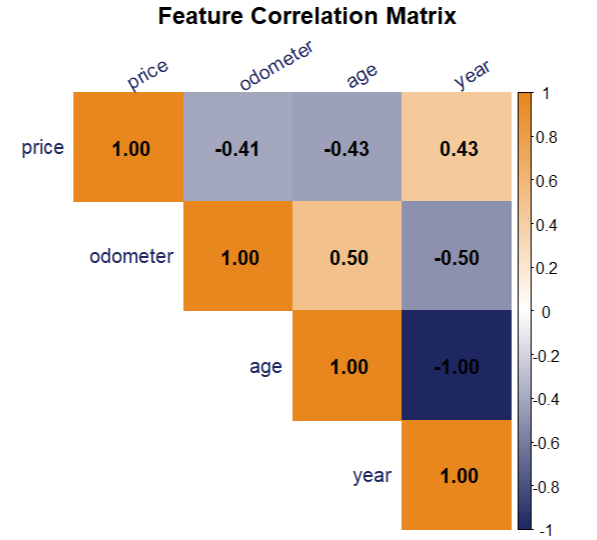 Feature Correlation Matrix
price odometer age year
price 1.00 -0.41 -0.43 0.43
odometer 1.00 0.50 -0.50
age 1.00 -1.00
year 1.00
1
0.8
0.6
0.4
0.2
0
-0.2
-0.4
-0.6
-0.8
-1